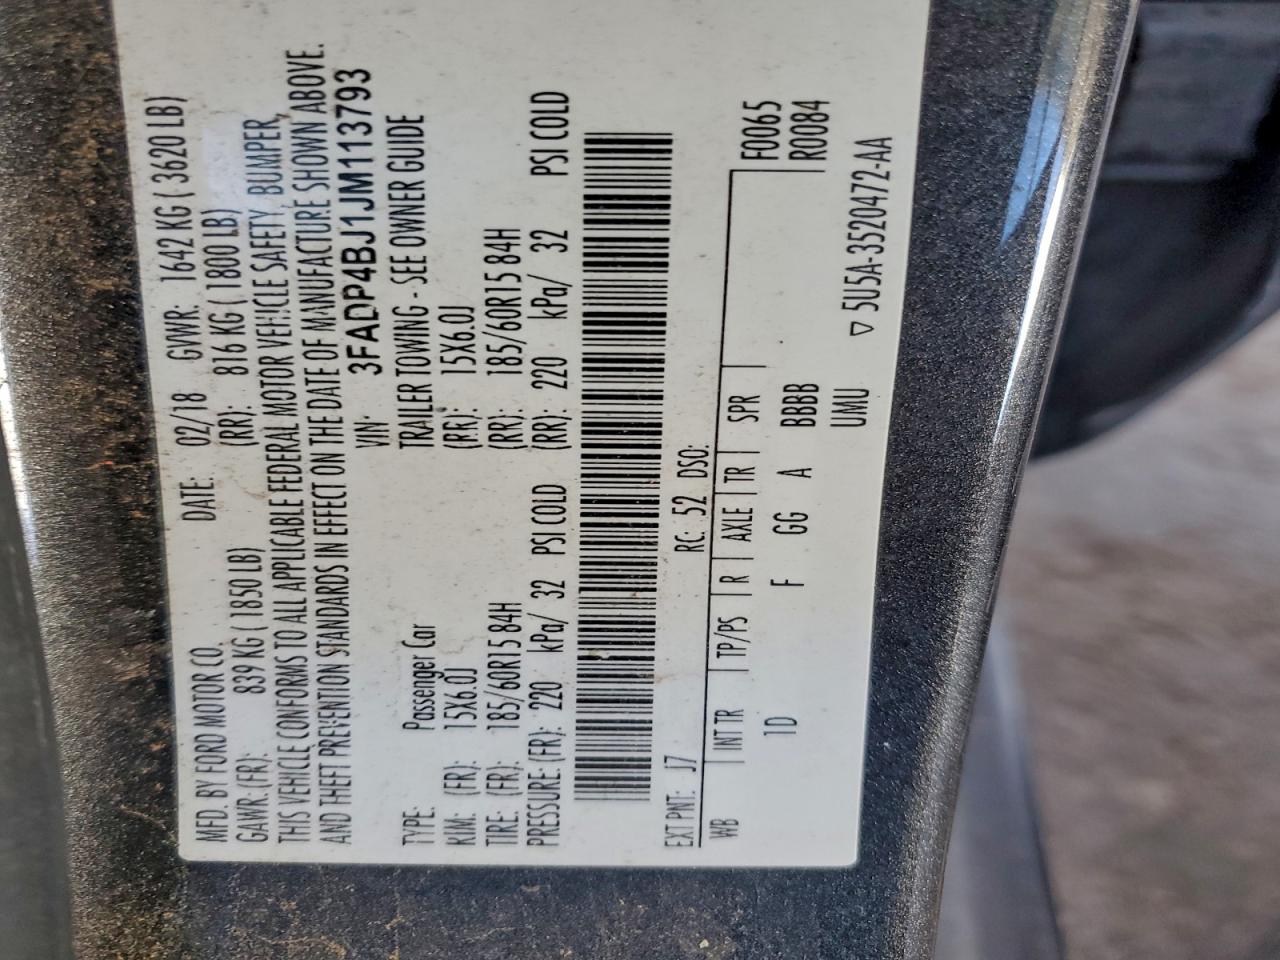 MFD. BY FORD MOTOR CO. DATE: 02/18 GVWR: 1642 KG ( 3620 LB)
GAWR: (FR): 839 KG ( 1850 LB) (RR): 816 KG ( 1800 LB)
THIS VEHICLE CONFORMS TO ALL APPLICABLE FEDERAL MOTOR VEHICLE SAFETY, BUMPER,
AND THEFT PREVENTION STANDARDS IN EFFECT ON THE DATE OF MANUFACTURE SHOWN ABOVE.
VIN: 3FADP4BJ1JM113793
TYPE: Passenger Car TRAILER TOWING - SEE OWNER GUIDE
RIM: (FR): 15X6.0J (RR): 15X6.0J
TIRE: (FR): 185/60R15 84H (RR): 185/60R15 84H
PRESSURE: (FR): 220 kPa/ 32 PSI COLD (RR): 220 kPa/ 32 PSI COLD
EXT PNT: J7 RC: 52 DSO:
WB INT TR TP/PS R AXLE TR SPR F0065
1D F GG A BBBB R0084
UMU
▽ 5U5A-3520472-AA